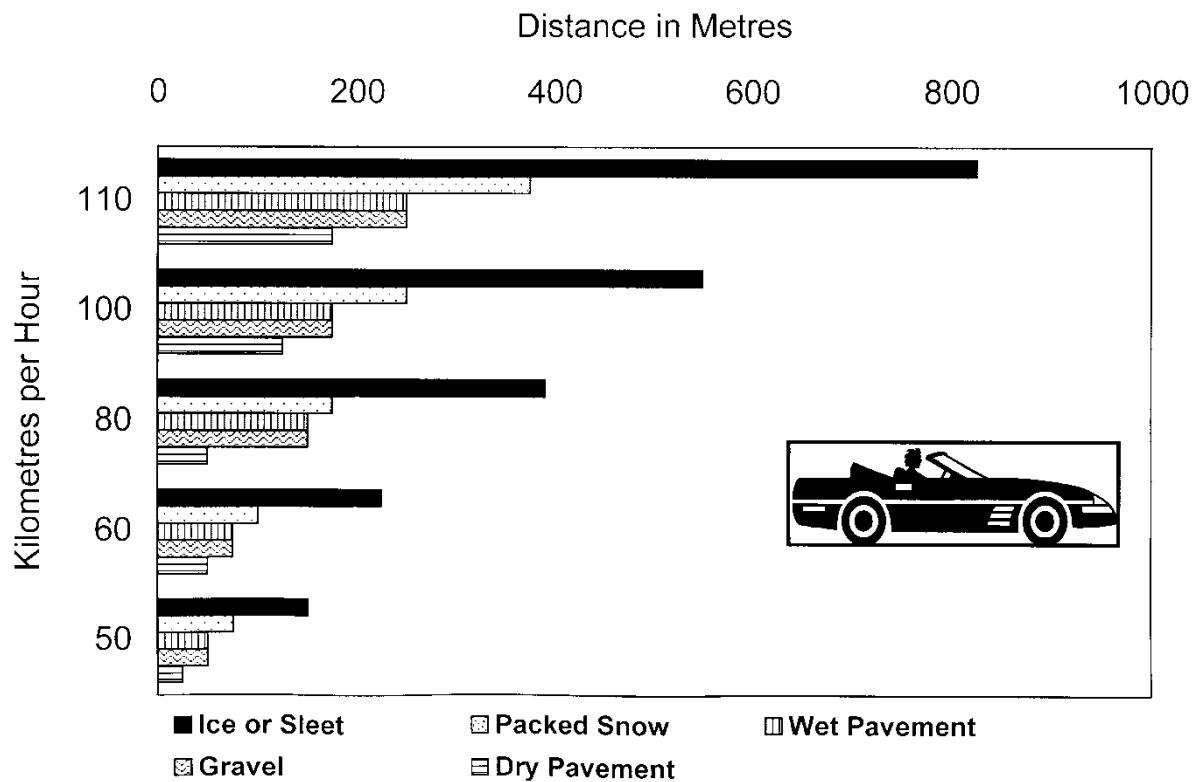 Distance in Metres
0 200 400 600 800 1000
Kilometres per Hour
110
100
80
60
50
Ice or Sleet Packed Snow Wet Pavement
Gravel Dry Pavement